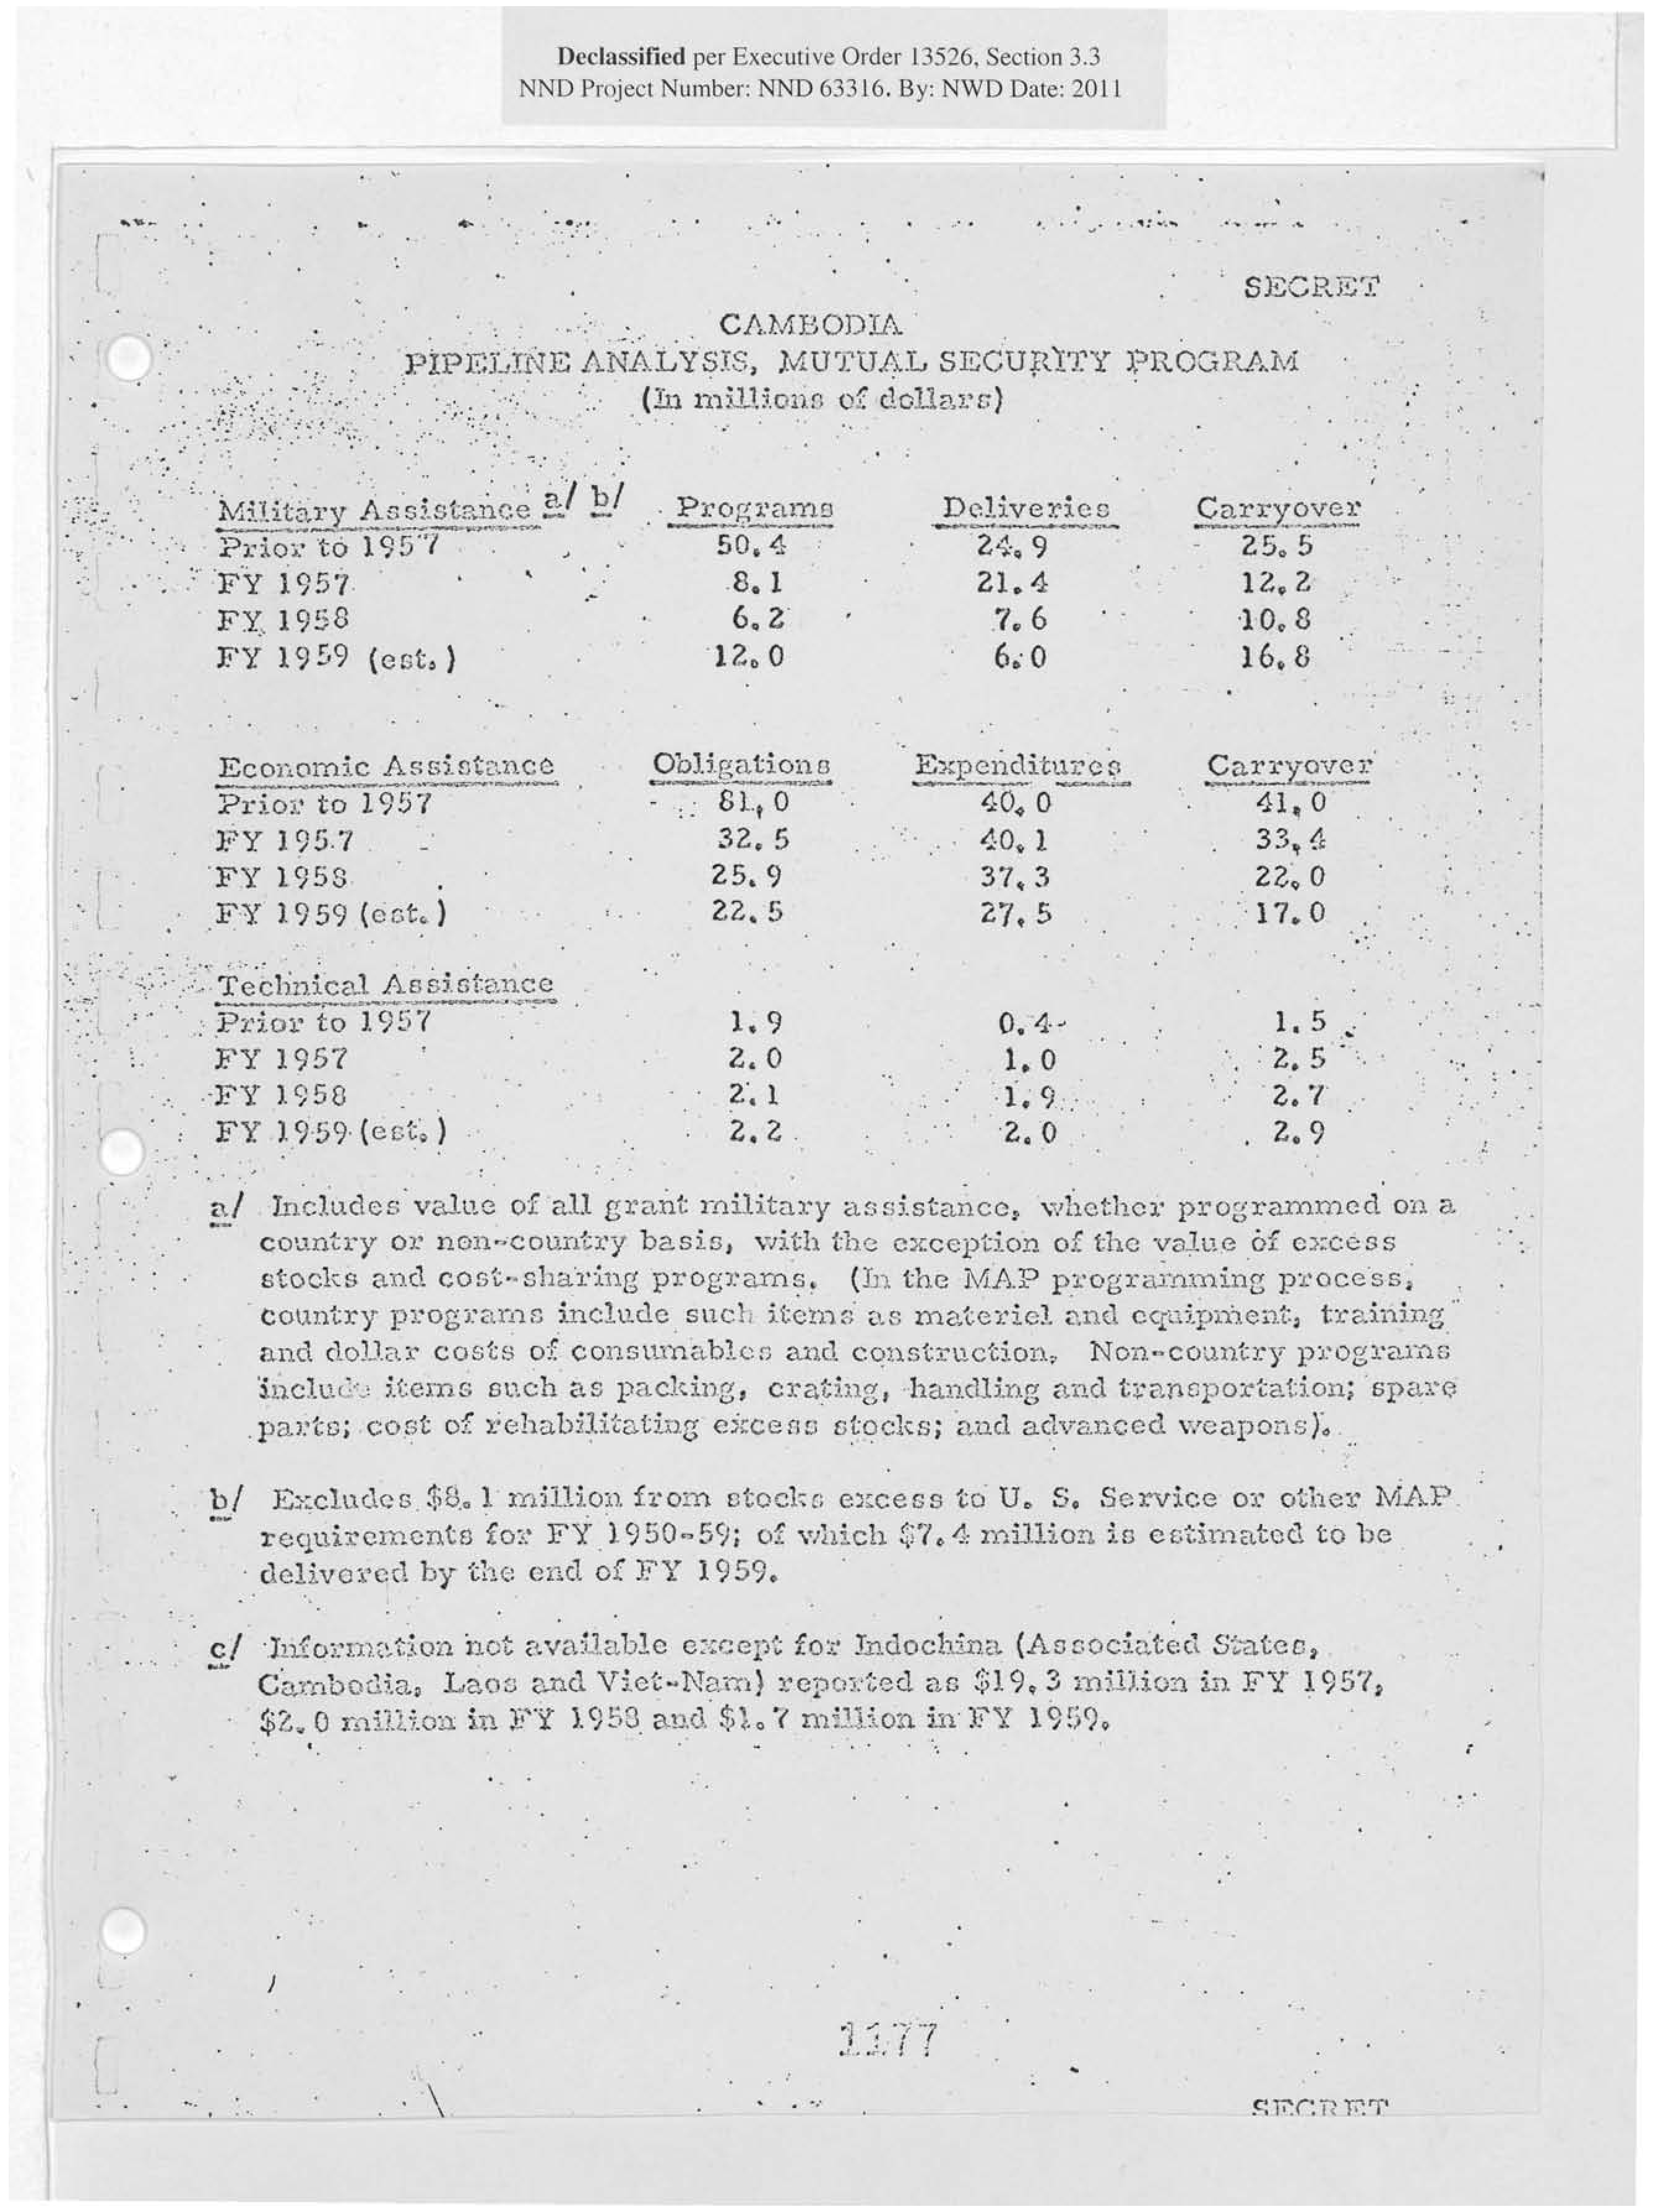 Declassified per Executive Order 13526, Section 3.3
NND Project Number: NND 63316. By: NWD Date: 2011
SECRET
CAMBODIA
PIPELINE ANALYSIS, MUTUAL SECURITY PROGRAM
(In millions of dollars)
Military Assistance a/ b/ Programs Deliveries Carryover
Prior to 1957 50.4 24.9 25.5
FY 1957 8.1 21.4 12.2
FY 1958 6.2 7.6 10.8
FY 1959 (est.) 12.0 6.0 16.8
Economic Assistance Obligations Expenditures Carryover
Prior to 1957 81.0 40.0 41.0
FY 1957 32.5 40.1 33.4
FY 1958 25.9 37.3 22.0
FY 1959 (est.) 22.5 27.5 17.0
Technical Assistance
Prior to 1957 1.9 0.4 1.5
FY 1957 2.0 1.0 2.5
FY 1958 2.1 1.9 2.7
FY 1959 (est.) 2.2 2.0 2.9
a/ Includes value of all grant military assistance, whether programmed on a
country or non-country basis, with the exception of the value of excess
stocks and cost-sharing programs. (In the MAP programming process,
country programs include such items as materiel and equipment, training
and dollar costs of consumables and construction. Non-country programs
include items such as packing, crating, handling and transportation; spare
parts; cost of rehabilitating excess stocks; and advanced weapons).
b/ Excludes $8.1 million from stocks excess to U. S. Service or other MAP
requirements for FY 1950-59; of which $7.4 million is estimated to be
delivered by the end of FY 1959.
c/ Information not available except for Indochina (Associated States,
Cambodia, Laos and Viet-Nam) reported as $19.3 million in FY 1957,
$2.0 million in FY 1958 and $1.7 million in FY 1959.
1177
SECRET